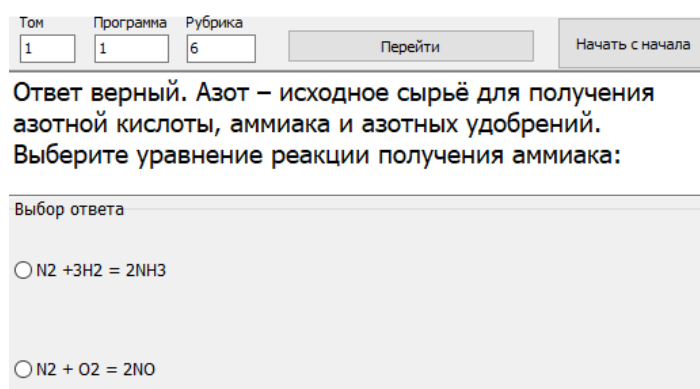 Том Программа Рубрика
1 1 6 Перейти Начать с начала
Ответ верный. Азот – исходное сырьё для получения
азотной кислоты, аммиака и азотных удобрений.
Выберите уравнение реакции получения аммиака:
Выбор ответа
N2 +3H2 = 2NH3
N2 + O2 = 2NO